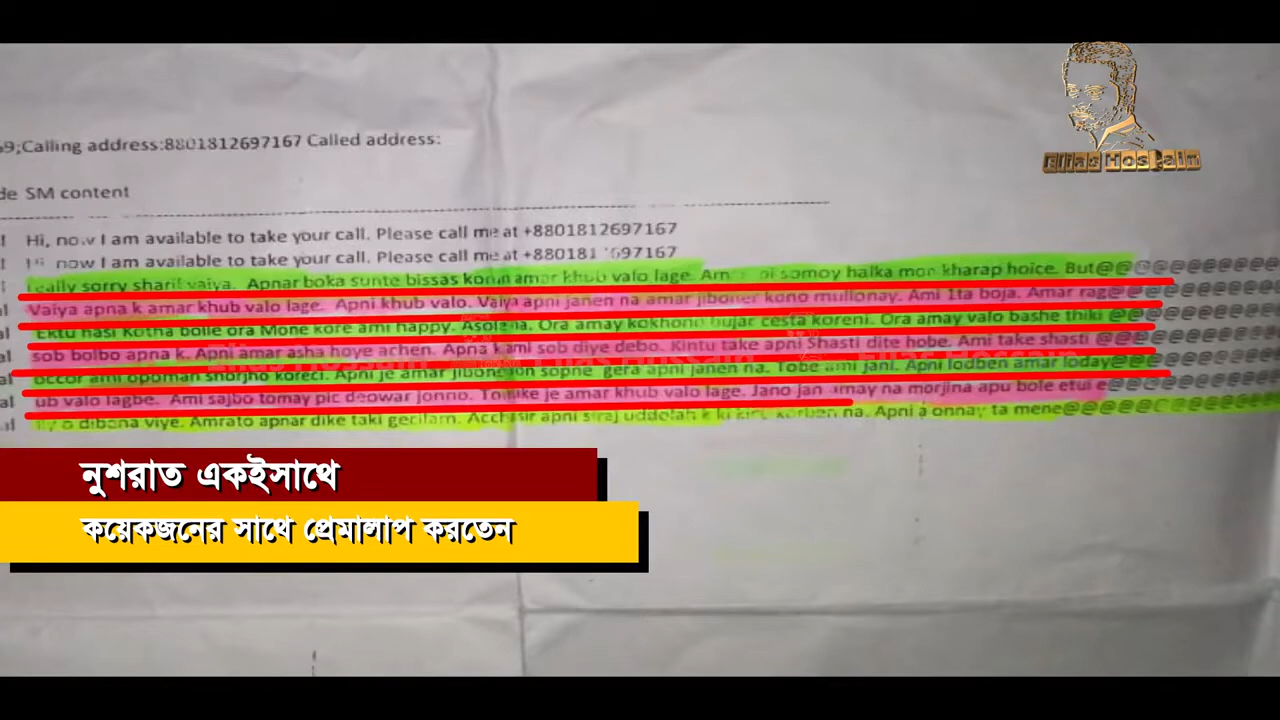 59;Calling address:8801812697167 Called address:
Elias Hossain
de SM content
Hi, now I am available to take your call. Please call me at +8801812697167
now I am available to take your call. Please call me at
really sorry sharif vaiya. Apnar boka sunte bissas korun amar khub valo lage. somoy halka mon kharap hoice. But@@@@@@@@@@@@@
Vaiya apna k amar khub valo lage. Apni khub valo. Vaiya apni janen na amar jiboner kono mullonay. Ami 1ta boja. Amar rag@@@@@@@@@@
Ektu hasi Kotha bolle ora Mone kore ami happy. Ora amay kokhono bujar cesta koreni. Ora amay valo bashe thiki @@@@@@@@@@
sob bolbo apna k. Apni amar asha hoye achen. Apna k ami sob diye debo. Kintu take apni Shasti dite hobe. Ami take shasti @@@@@@@@@@
occor ami opoman shorjho koreci. Apni je amar jibone sopne gera apni janen na. Tobe ami jani. Apni lodben amar loday@@@@@@@@@@
ub valo lagbe. Ami sajbo tomay pic deowar jonno. Tomke je amar khub valo lage. Jano jan amay na morjina apu bole etui e@@@@@@@@@@
dibona viye. Amrato apnar dike taki gecilam. apni siraj uddolah k ki korben na. Apni a onnay ta mene@@@@@@@@@@
নুশরাত একইসাথে
কয়েকজনের সাথে প্রেমালাপ করতেন